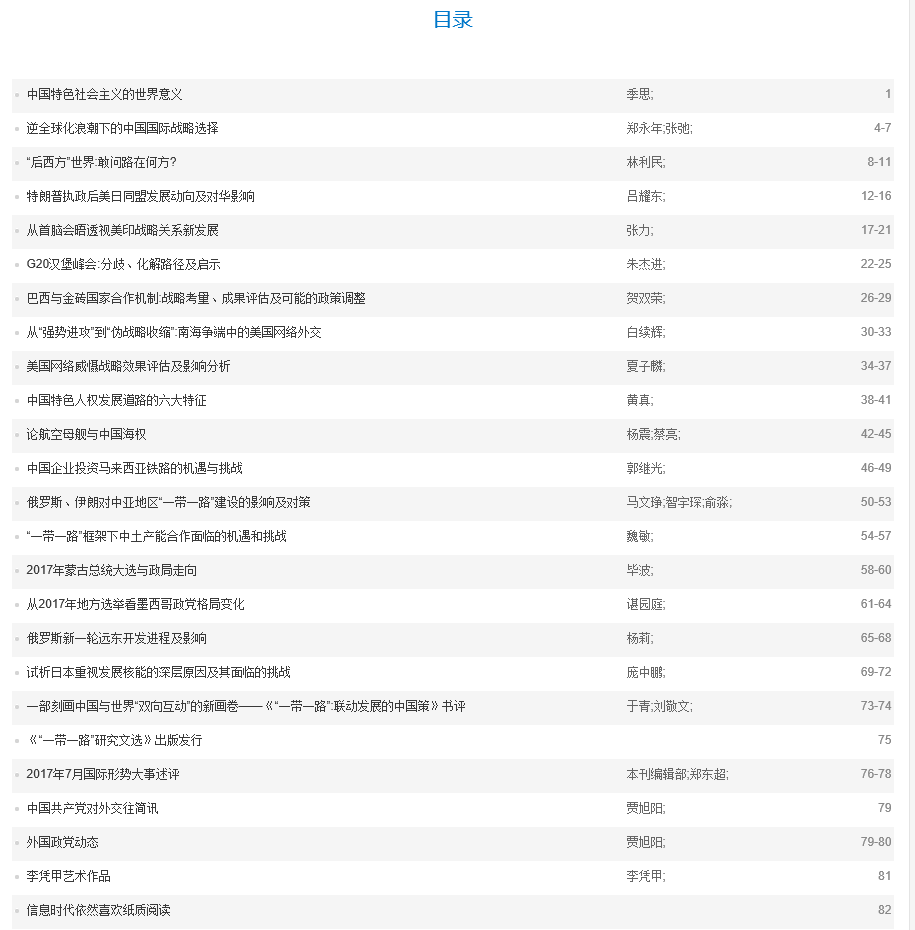 目录
中国特色社会主义的世界意义 季思; 1
逆全球化浪潮下的中国国际战略选择 郑永年;张弛; 4-7
“后西方”世界:敢问路在何方? 林利民; 8-11
特朗普执政后美日同盟发展动向及对华影响 吕耀东; 12-16
从首脑会晤透视美印战略关系新发展 张力; 17-21
G20汉堡峰会:分歧、化解路径及启示 朱杰进; 22-25
巴西与金砖国家合作机制:战略考量、成果评估及可能的政策调整 贺双荣; 26-29
从“强势进攻”到“伪战略收缩”:南海争端中的美国网络外交 白续辉; 30-33
美国网络威慑战略效果评估及影响分析 夏子麟; 34-37
中国特色人权发展道路的六大特征 黄真; 38-41
论航空母舰与中国海权 杨震;蔡亮; 42-45
中国企业投资马来西亚铁路的机遇与挑战 郭继光; 46-49
俄罗斯、伊朗对中亚地区“一带一路”建设的影响及对策 马文琤;智宇琛;俞淼; 50-53
“一带一路”框架下中土产能合作面临的机遇和挑战 魏敏; 54-57
2017年蒙古总统大选与政局走向 毕波; 58-60
从2017年地方选举看墨西哥政党格局变化 谌园庭; 61-64
俄罗斯新一轮远东开发进程及影响 杨莉; 65-68
试析日本重视发展核能的深层原因及其面临的挑战 庞中鹏; 69-72
一部刻画中国与世界“双向互动”的新画卷——《“一带一路”:联动发展的中国策》书评 于青;刘敬文; 73-74
《“一带一路”研究文选》出版发行 75
2017年7月国际形势大事述评 本刊编辑部;郑东超; 76-78
中国共产党对外交往简讯 贾旭阳; 79
外国政党动态 贾旭阳; 79-80
李凭甲艺术作品 李凭甲; 81
信息时代依然喜欢纸质阅读 82